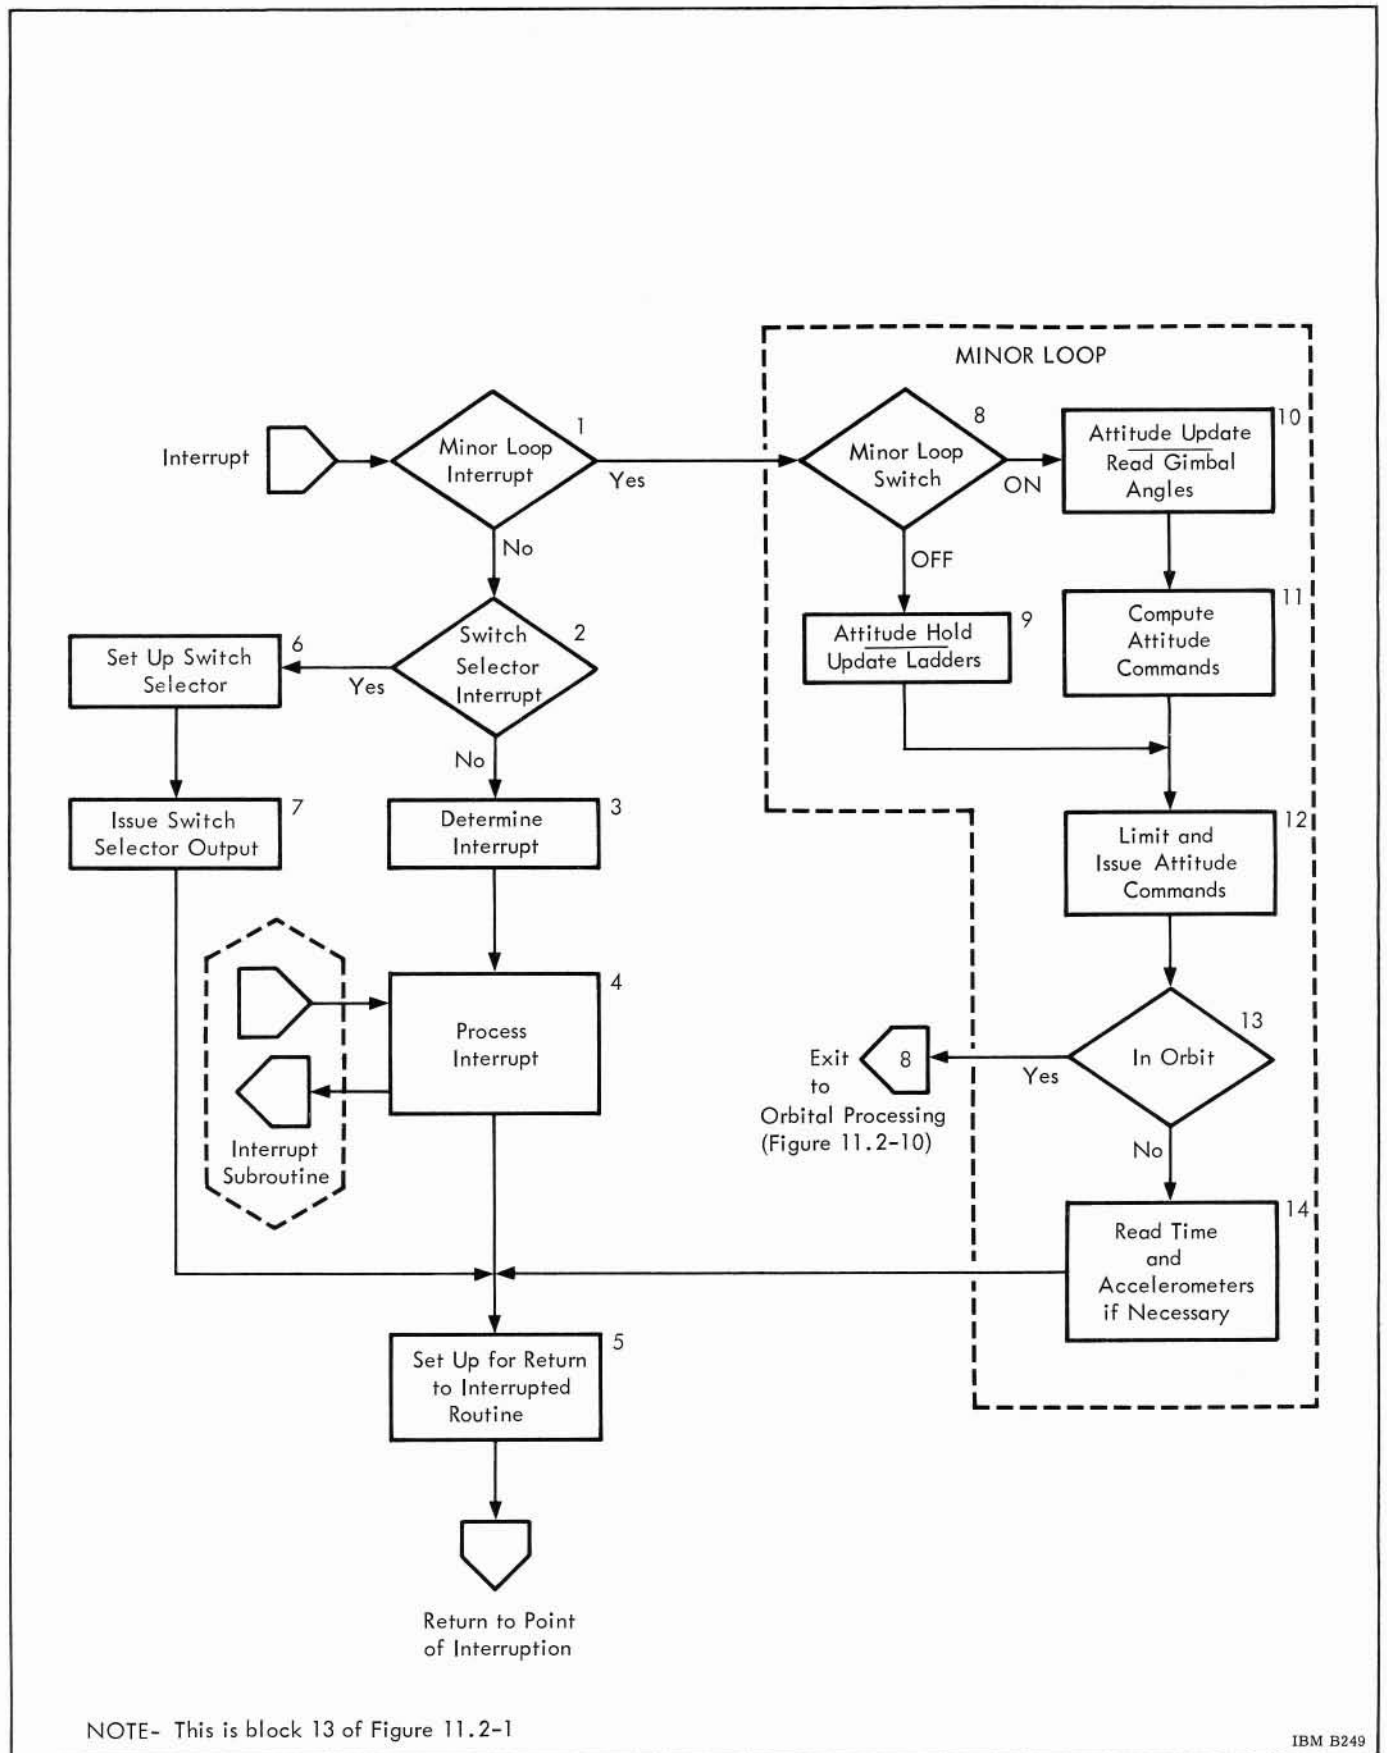 MINOR LOOP
Interrupt
1
Minor Loop
Interrupt
Yes
No
8
Minor Loop
Switch
ON
OFF
10
Attitude Update
Read Gimbal
Angles
11
Compute
Attitude
Commands
9
Attitude Hold
Update Ladders
2
Switch
Selector
Interrupt
Yes
No
6
Set Up Switch
Selector
7
Issue Switch
Selector Output
3
Determine
Interrupt
12
Limit and
Issue Attitude
Commands
4
Process
Interrupt
Interrupt
Subroutine
13
In Orbit
Yes
No
8
Exit
to
Orbital Processing
(Figure 11.2-10)
14
Read Time
and
Accelerometers
if Necessary
5
Set Up for Return
to Interrupted
Routine
Return to Point
of Interruption
NOTE- This is block 13 of Figure 11.2-1
IBM B249